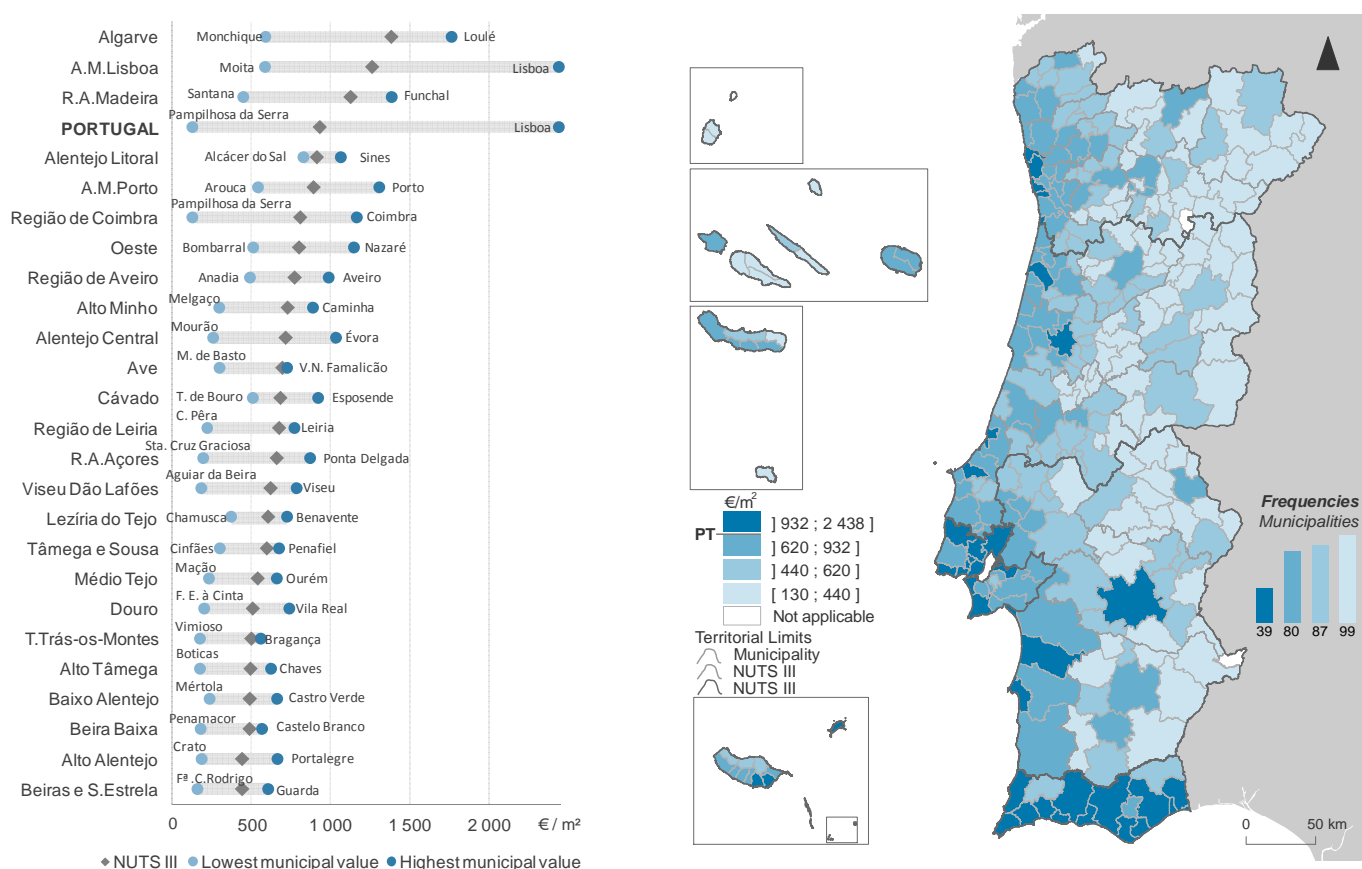 Algarve Monchique Loulé
A.M.Lisboa Moita Lisboa
R.A.Madeira Santana Funchal
PORTUGAL Pampilhosa da Serra Lisboa
Alentejo Litoral Alcácer do Sal Sines
A.M.Porto Arouca Porto
Região de Coimbra Pampilhosa da Serra Coimbra
Oeste Bombarral Nazaré
Região de Aveiro Anadia Aveiro
Alto Minho Melgaço Caminha
Alentejo Central Mourão Évora
Ave M. de Basto V.N. Famalicão
Cávado T. de Bouro Esposende
Região de Leiria C. Pêra Leiria
R.A.Açores Sta. Cruz Graciosa Ponta Delgada
Viseu Dão Lafões Aguiar da Beira Viseu
Lezíria do Tejo Chamusca Benavente
Tâmega e Sousa Cinfães Penafiel
Médio Tejo Mação Ourém
Douro F. E. à Cinta Vila Real
T.Trás-os-Montes Vimioso Bragança
Alto Tâmega Boticas Chaves
Baixo Alentejo Mértola Castro Verde
Beira Baixa Penamacor Castelo Branco
Alto Alentejo Crato Portalegre
Beiras e S.Estrela Fª .C.Rodrigo Guarda
0 500 1 000 1 500 2 000 € / m²
NUTS III Lowest municipal value Highest municipal value
€/m²
PT
] 932 ; 2 438 ]
] 620 ; 932 ]
] 440 ; 620 ]
[ 130 ; 440 ]
Not applicable
Territorial Limits
Municipality
NUTS III
NUTS III
Frequencies
Municipalities
39 80 87 99
0 50 km